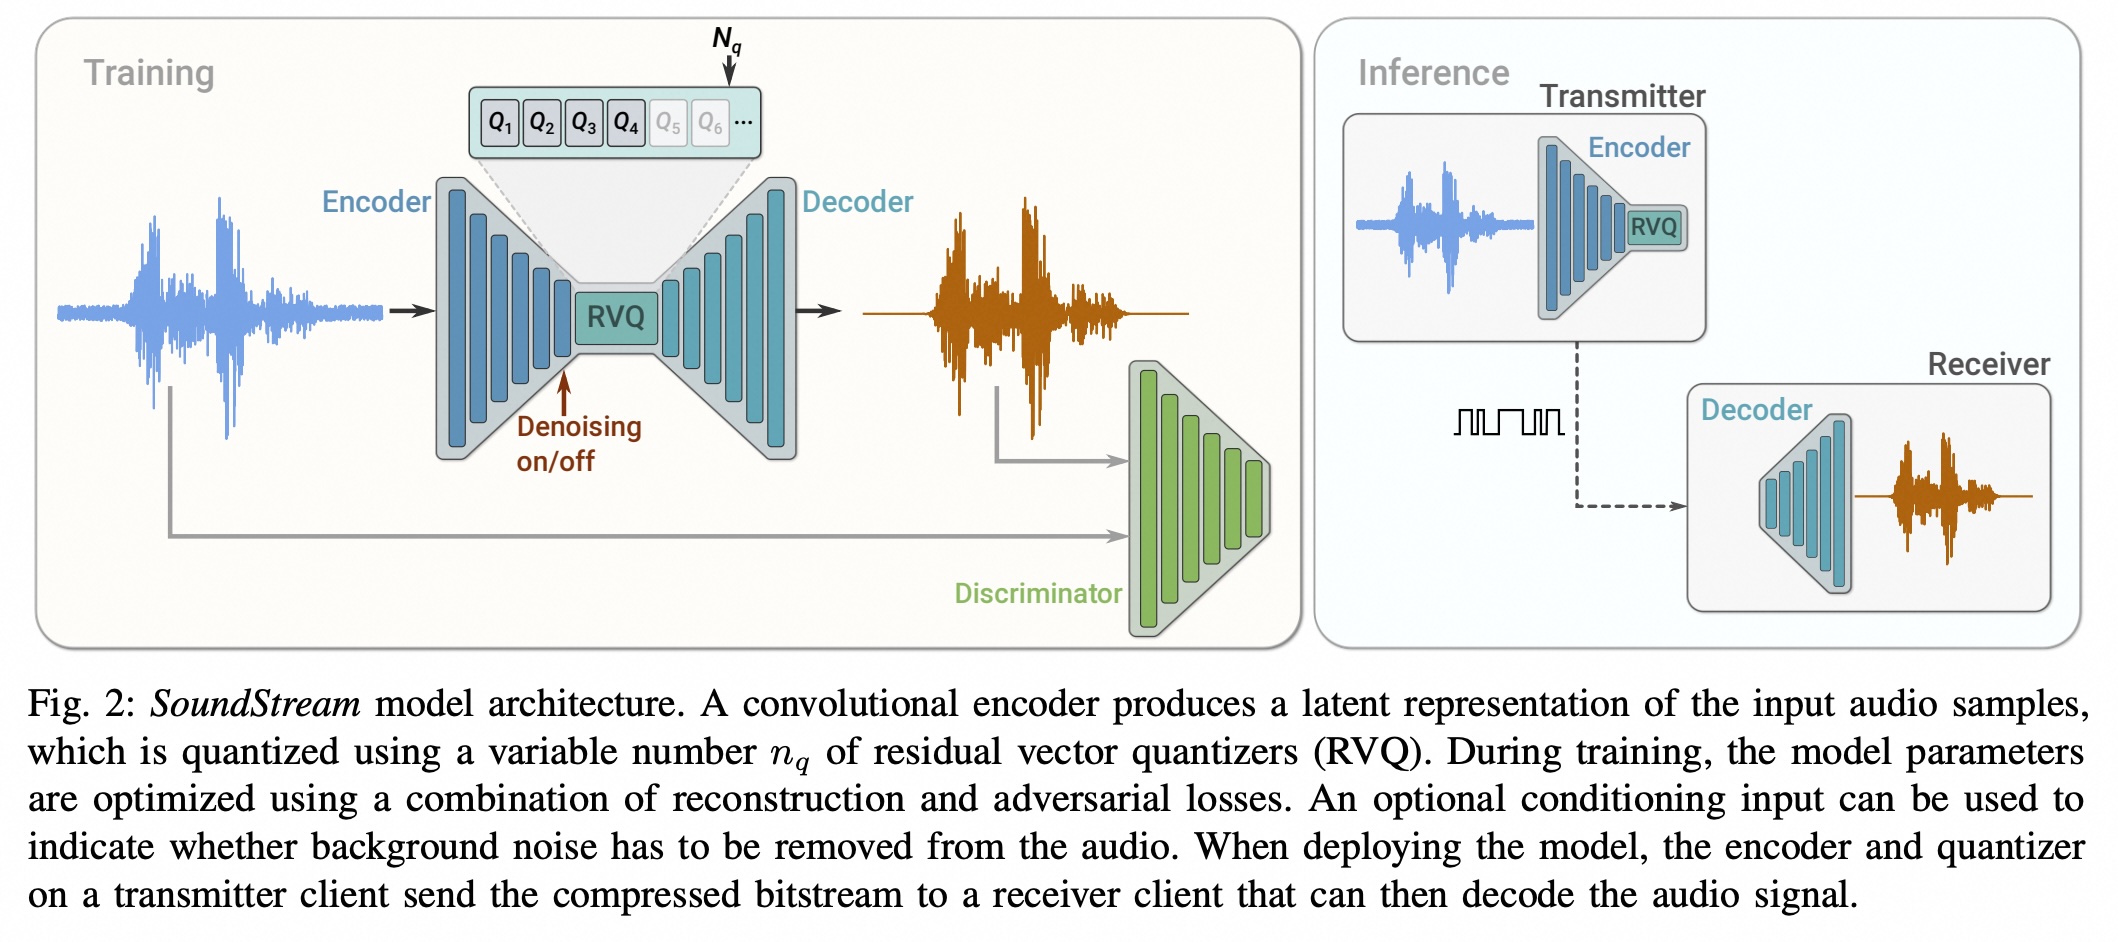 Training
N_q
Q_1 Q_2 Q_3 Q_4 Q_5 Q_6 ...
Encoder
Decoder
RVQ
Denoising
on/off
Discriminator
Inference
Transmitter
Encoder
RVQ
Receiver
Decoder
Fig. 2: SoundStream model architecture. A convolutional encoder produces a latent representation of the input audio samples,
which is quantized using a variable number n_q of residual vector quantizers (RVQ). During training, the model parameters
are optimized using a combination of reconstruction and adversarial losses. An optional conditioning input can be used to
indicate whether background noise has to be removed from the audio. When deploying the model, the encoder and quantizer
on a transmitter client send the compressed bitstream to a receiver client that can then decode the audio signal.